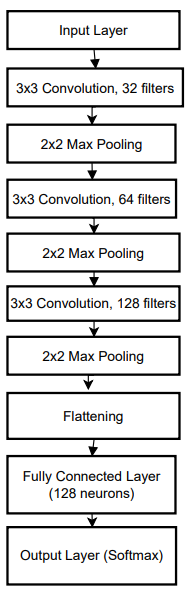 Input Layer
3x3 Convolution, 32 filters
2x2 Max Pooling
3x3 Convolution, 64 filters
2x2 Max Pooling
3x3 Convolution, 128 filters
2x2 Max Pooling
Flattening
Fully Connected Layer
(128 neurons)
Output Layer (Softmax)